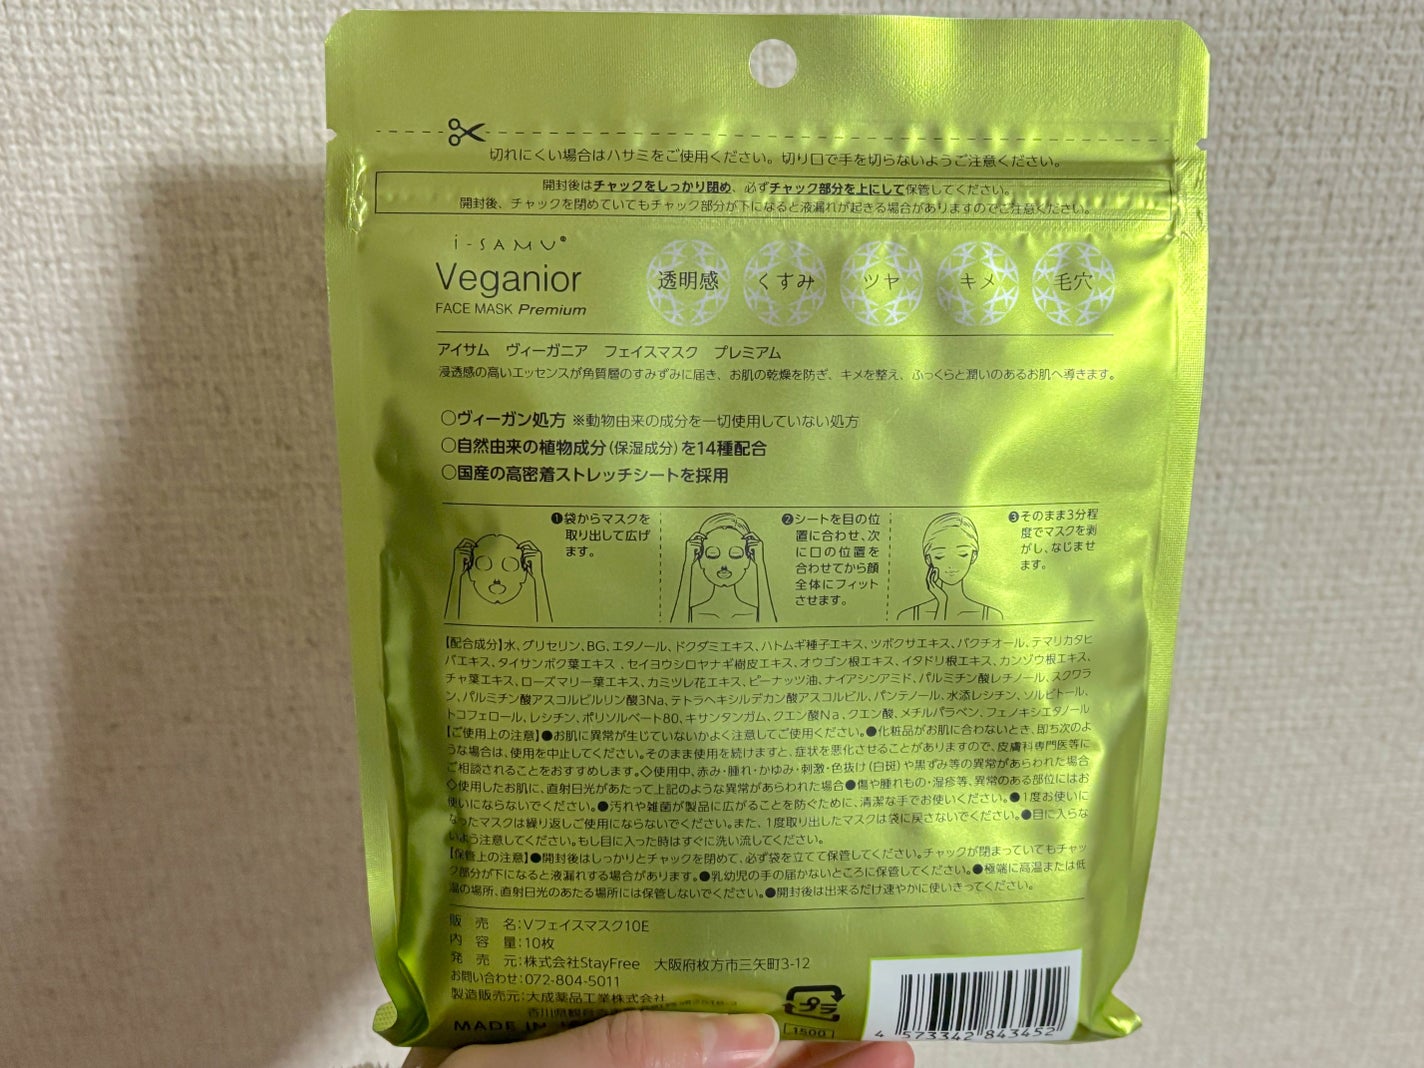 切れにくい場合はハサミをご使用ください。切り口で手を切らないようご注意ください。
開封後はチャックをしっかり閉め、必ずチャック部分を上にして保管してください。
開封後、チャックを閉めていてもチャック部分が下になると液漏れが起きる場合がありますのでご注意ください。
i-SAMU®
Veganior
FACE MASK Premium
透明感 くすみ ツヤ キメ 毛穴
アイサム ヴィーガニア フェイスマスク プレミアム
浸透感の高いエッセンスが角質層のすみずみに届き、お肌の乾燥を防ぎ、キメを整え、ふっくらと潤いのあるお肌へ導きます。
○ヴィーガン処方 ※動物由来の成分を一切使用していない処方
○自然由来の植物成分(保湿成分)を14種配合
○国産の高密着ストレッチシートを採用
❶袋からマスクを
取り出して広げ
ます。
❷シートを目の位
置に合わせ、次
に口の位置を
合わせてから顔
全体にフィット
させます。
❸そのまま3分程
度でマスクを剥
がし、なじませ
ます。
【配合成分】水、グリセリン、BG、エタノール、ドクダミエキス、ハトムギ種子エキス、ツボクサエキス、バクチオール、テマリカタヒ
バエキス、タイサンボク葉エキス、セイヨウシロヤナギ樹皮エキス、オウゴン根エキス、イタドリ根エキス、カンゾウ根エキス、
チャ葉エキス、ローズマリー葉エキス、カミツレ花エキス、ピーナッツ油、ナイアシンアミド、パルミチン酸レチノール、スクワラ
ン、パルミチン酸アスコルビルリン酸3Na、テトラヘキシルデカン酸アスコルビル、パンテノール、水添レシチン、ソルビトール、
トコフェロール、レシチン、ポリソルベート80、キサンタンガム、クエン酸Na、クエン酸、メチルパラベン、フェノキシエタノール
【ご使用上の注意】●お肌に異常が生じていないかよく注意してご使用ください。●化粧品がお肌に合わないとき、即ち次のよ
うな場合は、使用を中止してください。そのまま使用を続けますと、症状を悪化させることがありますので、皮膚科専門医等に
ご相談されることをおすすめします。◇使用中、赤み・腫れ・かゆみ・刺激・色抜け(白斑)や黒ずみ等の異常があらわれた場合
◇使用したお肌に、直射日光があたって上記のような異常があらわれた場合●傷や腫れもの・湿疹等、異常のある部位にはお
使いにならないでください。●汚れや雑菌が製品に広がることを防ぐために、清潔な手でお使いください。●1度お使いに
なったマスクは繰り返しご使用にならないでください。また、1度取り出したマスクは袋に戻さないでください。●目に入らな
いよう注意してください。もし目に入った時はすぐに洗い流してください。
【保管上の注意】●開封後はしっかりとチャックを閉めて、必ず袋を立てて保管してください。チャックが閉まっていてもチャッ
ク部分が下になると液漏れする場合があります。●乳幼児の手の届かないところに保管してください。●極端に高温または低
温の場所、直射日光のあたる場所には保管しないでください。●開封後は出来るだけ速やかに使いきってください。
販売名:Vフェイスマスク10E
内容量:10枚
発売元:株式会社StayFree 大阪府枚方市三矢町3-12
お問い合わせ:072-804-5011
製造販売元:大成薬品工業株式会社
香川県観音寺
MADE IN
プラ
1500
4 573342 843452